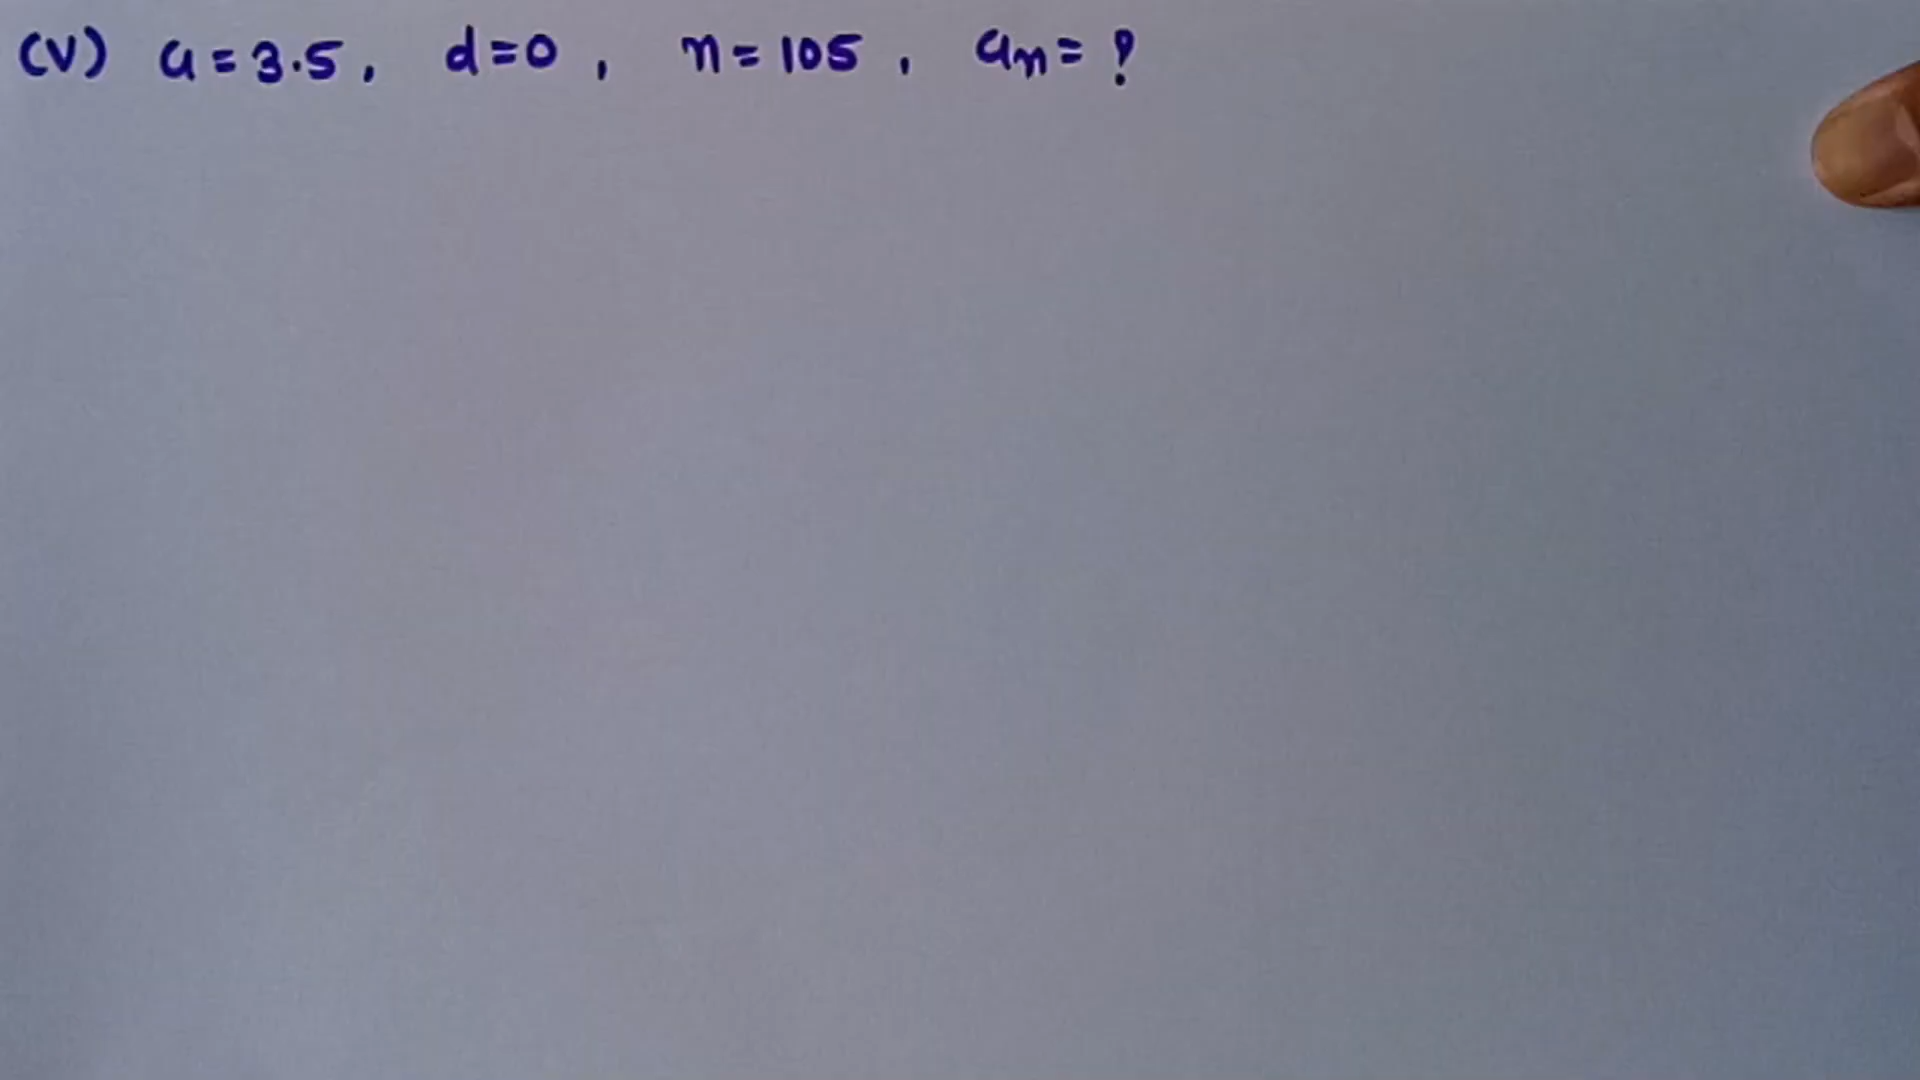 (V) a = 3.5, d = 0, n = 105, an = ?